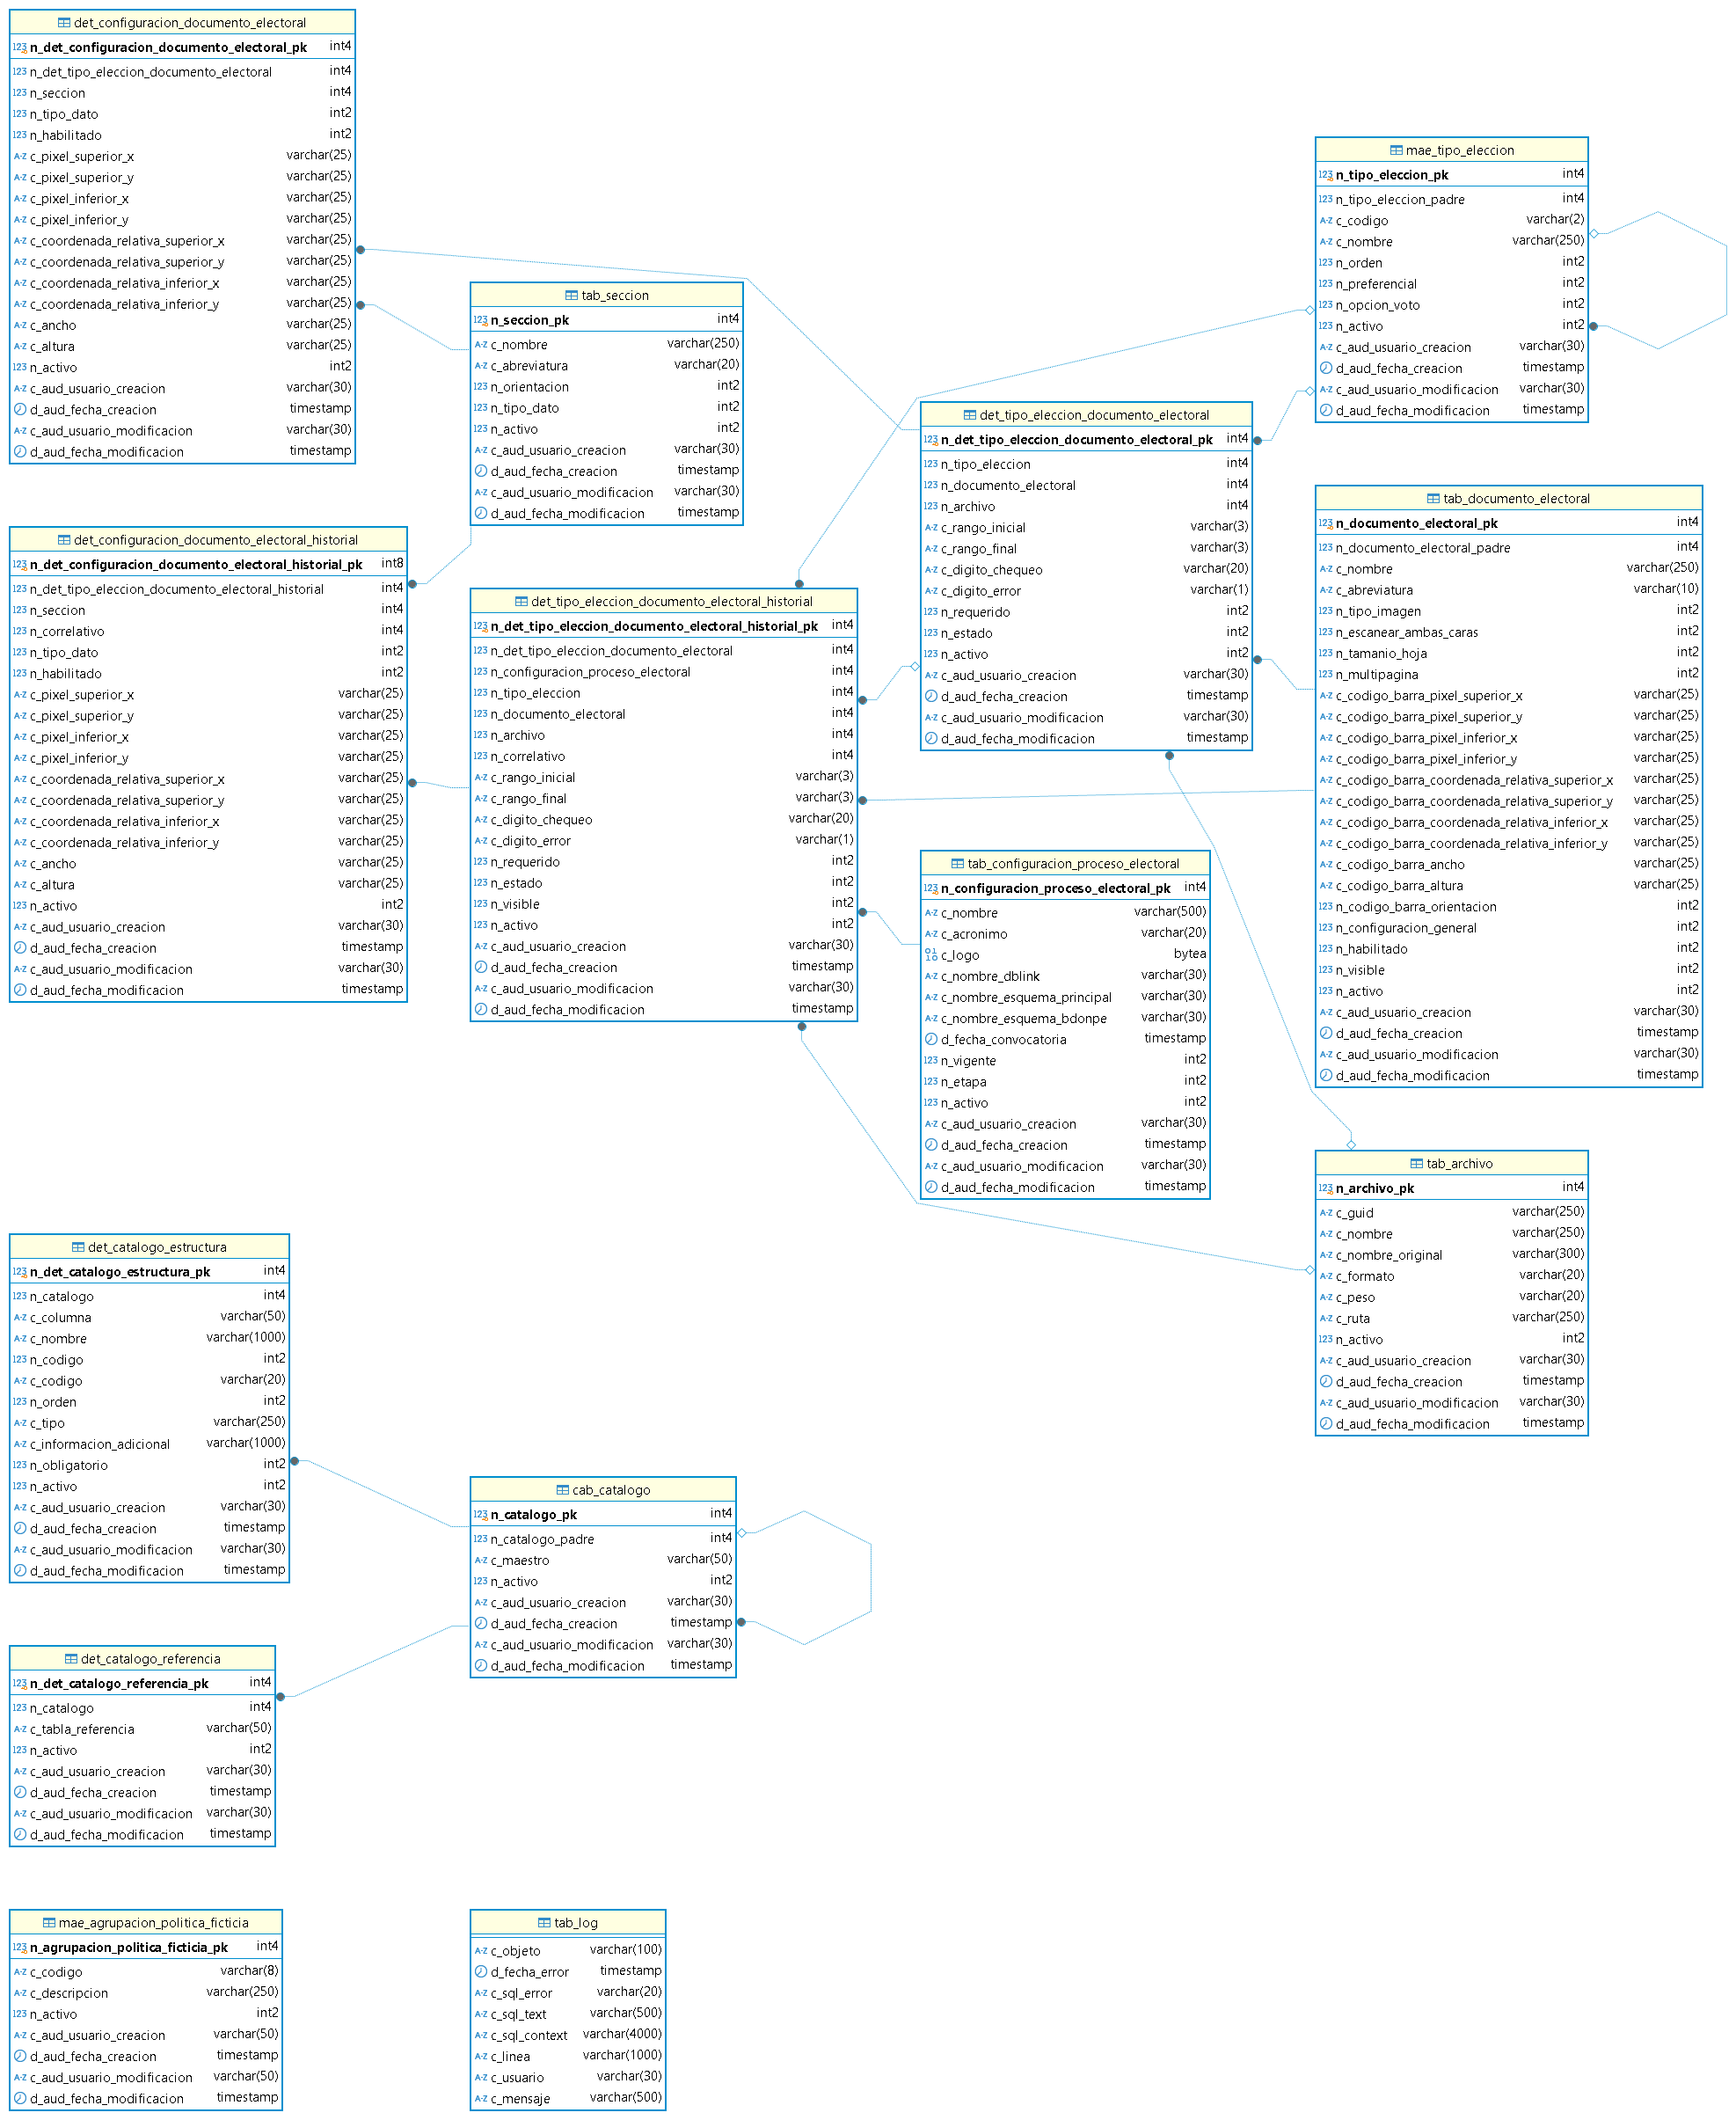 det_configuracion_documento_electoral
n_det_configuracion_documento_electoral_pk int4
n_det_tipo_eleccion_documento_electoral int4
n_seccion int4
n_tipo_dato int2
n_habilitado int2
c_pixel_superior_x varchar(25)
c_pixel_superior_y varchar(25)
c_pixel_inferior_x varchar(25)
c_pixel_inferior_y varchar(25)
c_coordenada_relativa_superior_x varchar(25)
c_coordenada_relativa_superior_y varchar(25)
c_coordenada_relativa_inferior_x varchar(25)
c_coordenada_relativa_inferior_y varchar(25)
c_ancho varchar(25)
c_altura varchar(25)
n_activo int2
c_aud_usuario_creacion varchar(30)
d_aud_fecha_creacion timestamp
c_aud_usuario_modificacion varchar(30)
d_aud_fecha_modificacion timestamp
mae_tipo_eleccion
n_tipo_eleccion_pk int4
n_tipo_eleccion_padre int4
c_codigo varchar(2)
c_nombre varchar(250)
n_orden int2
n_preferencial int2
n_opcion_voto int2
n_activo int2
c_aud_usuario_creacion varchar(30)
d_aud_fecha_creacion timestamp
c_aud_usuario_modificacion varchar(30)
d_aud_fecha_modificacion timestamp
tab_seccion
n_seccion_pk int4
c_nombre varchar(250)
c_abreviatura varchar(20)
n_orientacion int2
n_tipo_dato int2
n_activo int2
c_aud_usuario_creacion varchar(30)
d_aud_fecha_creacion timestamp
c_aud_usuario_modificacion varchar(30)
d_aud_fecha_modificacion timestamp
det_tipo_eleccion_documento_electoral
n_det_tipo_eleccion_documento_electoral_pk int4
n_tipo_eleccion int4
n_documento_electoral int4
n_archivo int4
c_rango_inicial varchar(3)
c_rango_final varchar(3)
c_digito_chequeo varchar(20)
c_digito_error varchar(1)
n_requerido int2
n_estado int2
n_activo int2
c_aud_usuario_creacion varchar(30)
d_aud_fecha_creacion timestamp
c_aud_usuario_modificacion varchar(30)
d_aud_fecha_modificacion timestamp
tab_documento_electoral
n_documento_electoral_pk int4
n_documento_electoral_padre int4
c_nombre varchar(250)
c_abreviatura varchar(10)
n_tipo_imagen int2
n_escanear_ambas_caras int2
n_tamanio_hoja int2
n_multipagina int2
c_codigo_barra_pixel_superior_x varchar(25)
c_codigo_barra_pixel_superior_y varchar(25)
c_codigo_barra_pixel_inferior_x varchar(25)
c_codigo_barra_pixel_inferior_y varchar(25)
c_codigo_barra_coordenada_relativa_superior_x varchar(25)
c_codigo_barra_coordenada_relativa_superior_y varchar(25)
c_codigo_barra_coordenada_relativa_inferior_x varchar(25)
c_codigo_barra_coordenada_relativa_inferior_y varchar(25)
c_codigo_barra_ancho varchar(25)
c_codigo_barra_altura varchar(25)
n_codigo_barra_orientacion int2
n_configuracion_general int2
n_habilitado int2
n_visible int2
n_activo int2
c_aud_usuario_creacion varchar(30)
d_aud_fecha_creacion timestamp
c_aud_usuario_modificacion varchar(30)
d_aud_fecha_modificacion timestamp
det_configuracion_documento_electoral_historial
n_det_configuracion_documento_electoral_historial_pk int8
n_det_tipo_eleccion_documento_electoral_historial int4
n_seccion int4
n_correlativo int4
n_tipo_dato int2
n_habilitado int2
c_pixel_superior_x varchar(25)
c_pixel_superior_y varchar(25)
c_pixel_inferior_x varchar(25)
c_pixel_inferior_y varchar(25)
c_coordenada_relativa_superior_x varchar(25)
c_coordenada_relativa_superior_y varchar(25)
c_coordenada_relativa_inferior_x varchar(25)
c_coordenada_relativa_inferior_y varchar(25)
c_ancho varchar(25)
c_altura varchar(25)
n_activo int2
c_aud_usuario_creacion varchar(30)
d_aud_fecha_creacion timestamp
c_aud_usuario_modificacion varchar(30)
d_aud_fecha_modificacion timestamp
det_tipo_eleccion_documento_electoral_historial
n_det_tipo_eleccion_documento_electoral_historial_pk int4
n_det_tipo_eleccion_documento_electoral int4
n_configuracion_proceso_electoral int4
n_tipo_eleccion int4
n_documento_electoral int4
n_archivo int4
n_correlativo int4
c_rango_inicial varchar(3)
c_rango_final varchar(3)
c_digito_chequeo varchar(20)
c_digito_error varchar(1)
n_requerido int2
n_estado int2
n_visible int2
n_activo int2
c_aud_usuario_creacion varchar(30)
d_aud_fecha_creacion timestamp
c_aud_usuario_modificacion varchar(30)
d_aud_fecha_modificacion timestamp
tab_configuracion_proceso_electoral
n_configuracion_proceso_electoral_pk int4
c_nombre varchar(500)
c_acronimo varchar(20)
c_logo bytea
c_nombre_dblink varchar(30)
c_nombre_esquema_principal varchar(30)
c_nombre_esquema_bdonpe varchar(30)
d_fecha_convocatoria timestamp
n_vigente int2
n_etapa int2
n_activo int2
c_aud_usuario_creacion varchar(30)
d_aud_fecha_creacion timestamp
c_aud_usuario_modificacion varchar(30)
d_aud_fecha_modificacion timestamp
tab_archivo
n_archivo_pk int4
c_guid varchar(250)
c_nombre varchar(250)
c_nombre_original varchar(300)
c_formato varchar(20)
c_peso varchar(20)
c_ruta varchar(250)
n_activo int2
c_aud_usuario_creacion varchar(30)
d_aud_fecha_creacion timestamp
c_aud_usuario_modificacion varchar(30)
d_aud_fecha_modificacion timestamp
det_catalogo_estructura
n_det_catalogo_estructura_pk int4
n_catalogo int4
c_columna varchar(50)
c_nombre varchar(1000)
n_codigo int2
c_codigo varchar(20)
n_orden int2
c_tipo varchar(250)
c_informacion_adicional varchar(1000)
n_obligatorio int2
n_activo int2
c_aud_usuario_creacion varchar(30)
d_aud_fecha_creacion timestamp
c_aud_usuario_modificacion varchar(30)
d_aud_fecha_modificacion timestamp
cab_catalogo
n_catalogo_pk int4
n_catalogo_padre int4
c_maestro varchar(50)
n_activo int2
c_aud_usuario_creacion varchar(30)
d_aud_fecha_creacion timestamp
c_aud_usuario_modificacion varchar(30)
d_aud_fecha_modificacion timestamp
det_catalogo_referencia
n_det_catalogo_referencia_pk int4
n_catalogo int4
c_tabla_referencia varchar(50)
n_activo int2
c_aud_usuario_creacion varchar(30)
d_aud_fecha_creacion timestamp
c_aud_usuario_modificacion varchar(30)
d_aud_fecha_modificacion timestamp
mae_agrupacion_politica_ficticia
n_agrupacion_politica_ficticia_pk int4
c_codigo varchar(8)
c_descripcion varchar(250)
n_activo int2
c_aud_usuario_creacion varchar(50)
d_aud_fecha_creacion timestamp
c_aud_usuario_modificacion varchar(50)
d_aud_fecha_modificacion timestamp
tab_log
c_objeto varchar(100)
d_fecha_error timestamp
c_sql_error varchar(20)
c_sql_text varchar(500)
c_sql_context varchar(4000)
c_linea varchar(1000)
c_usuario varchar(30)
c_mensaje varchar(500)